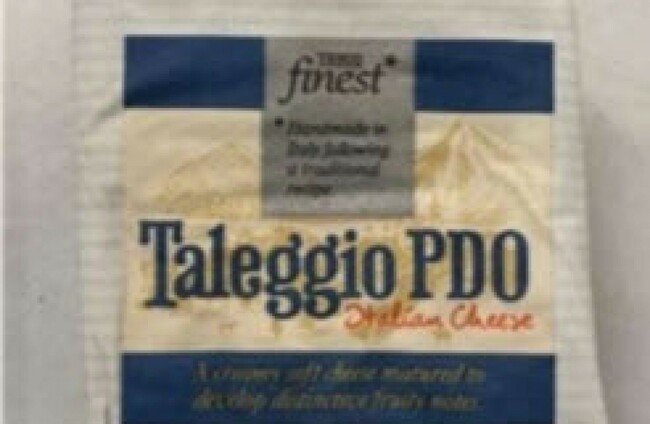 TESCO
finest*
* Handmade in
Italy following
a traditional
recipe
Taleggio PDO
Italian Cheese
A creamy soft cheese matured to
develop distinctive fruity notes.